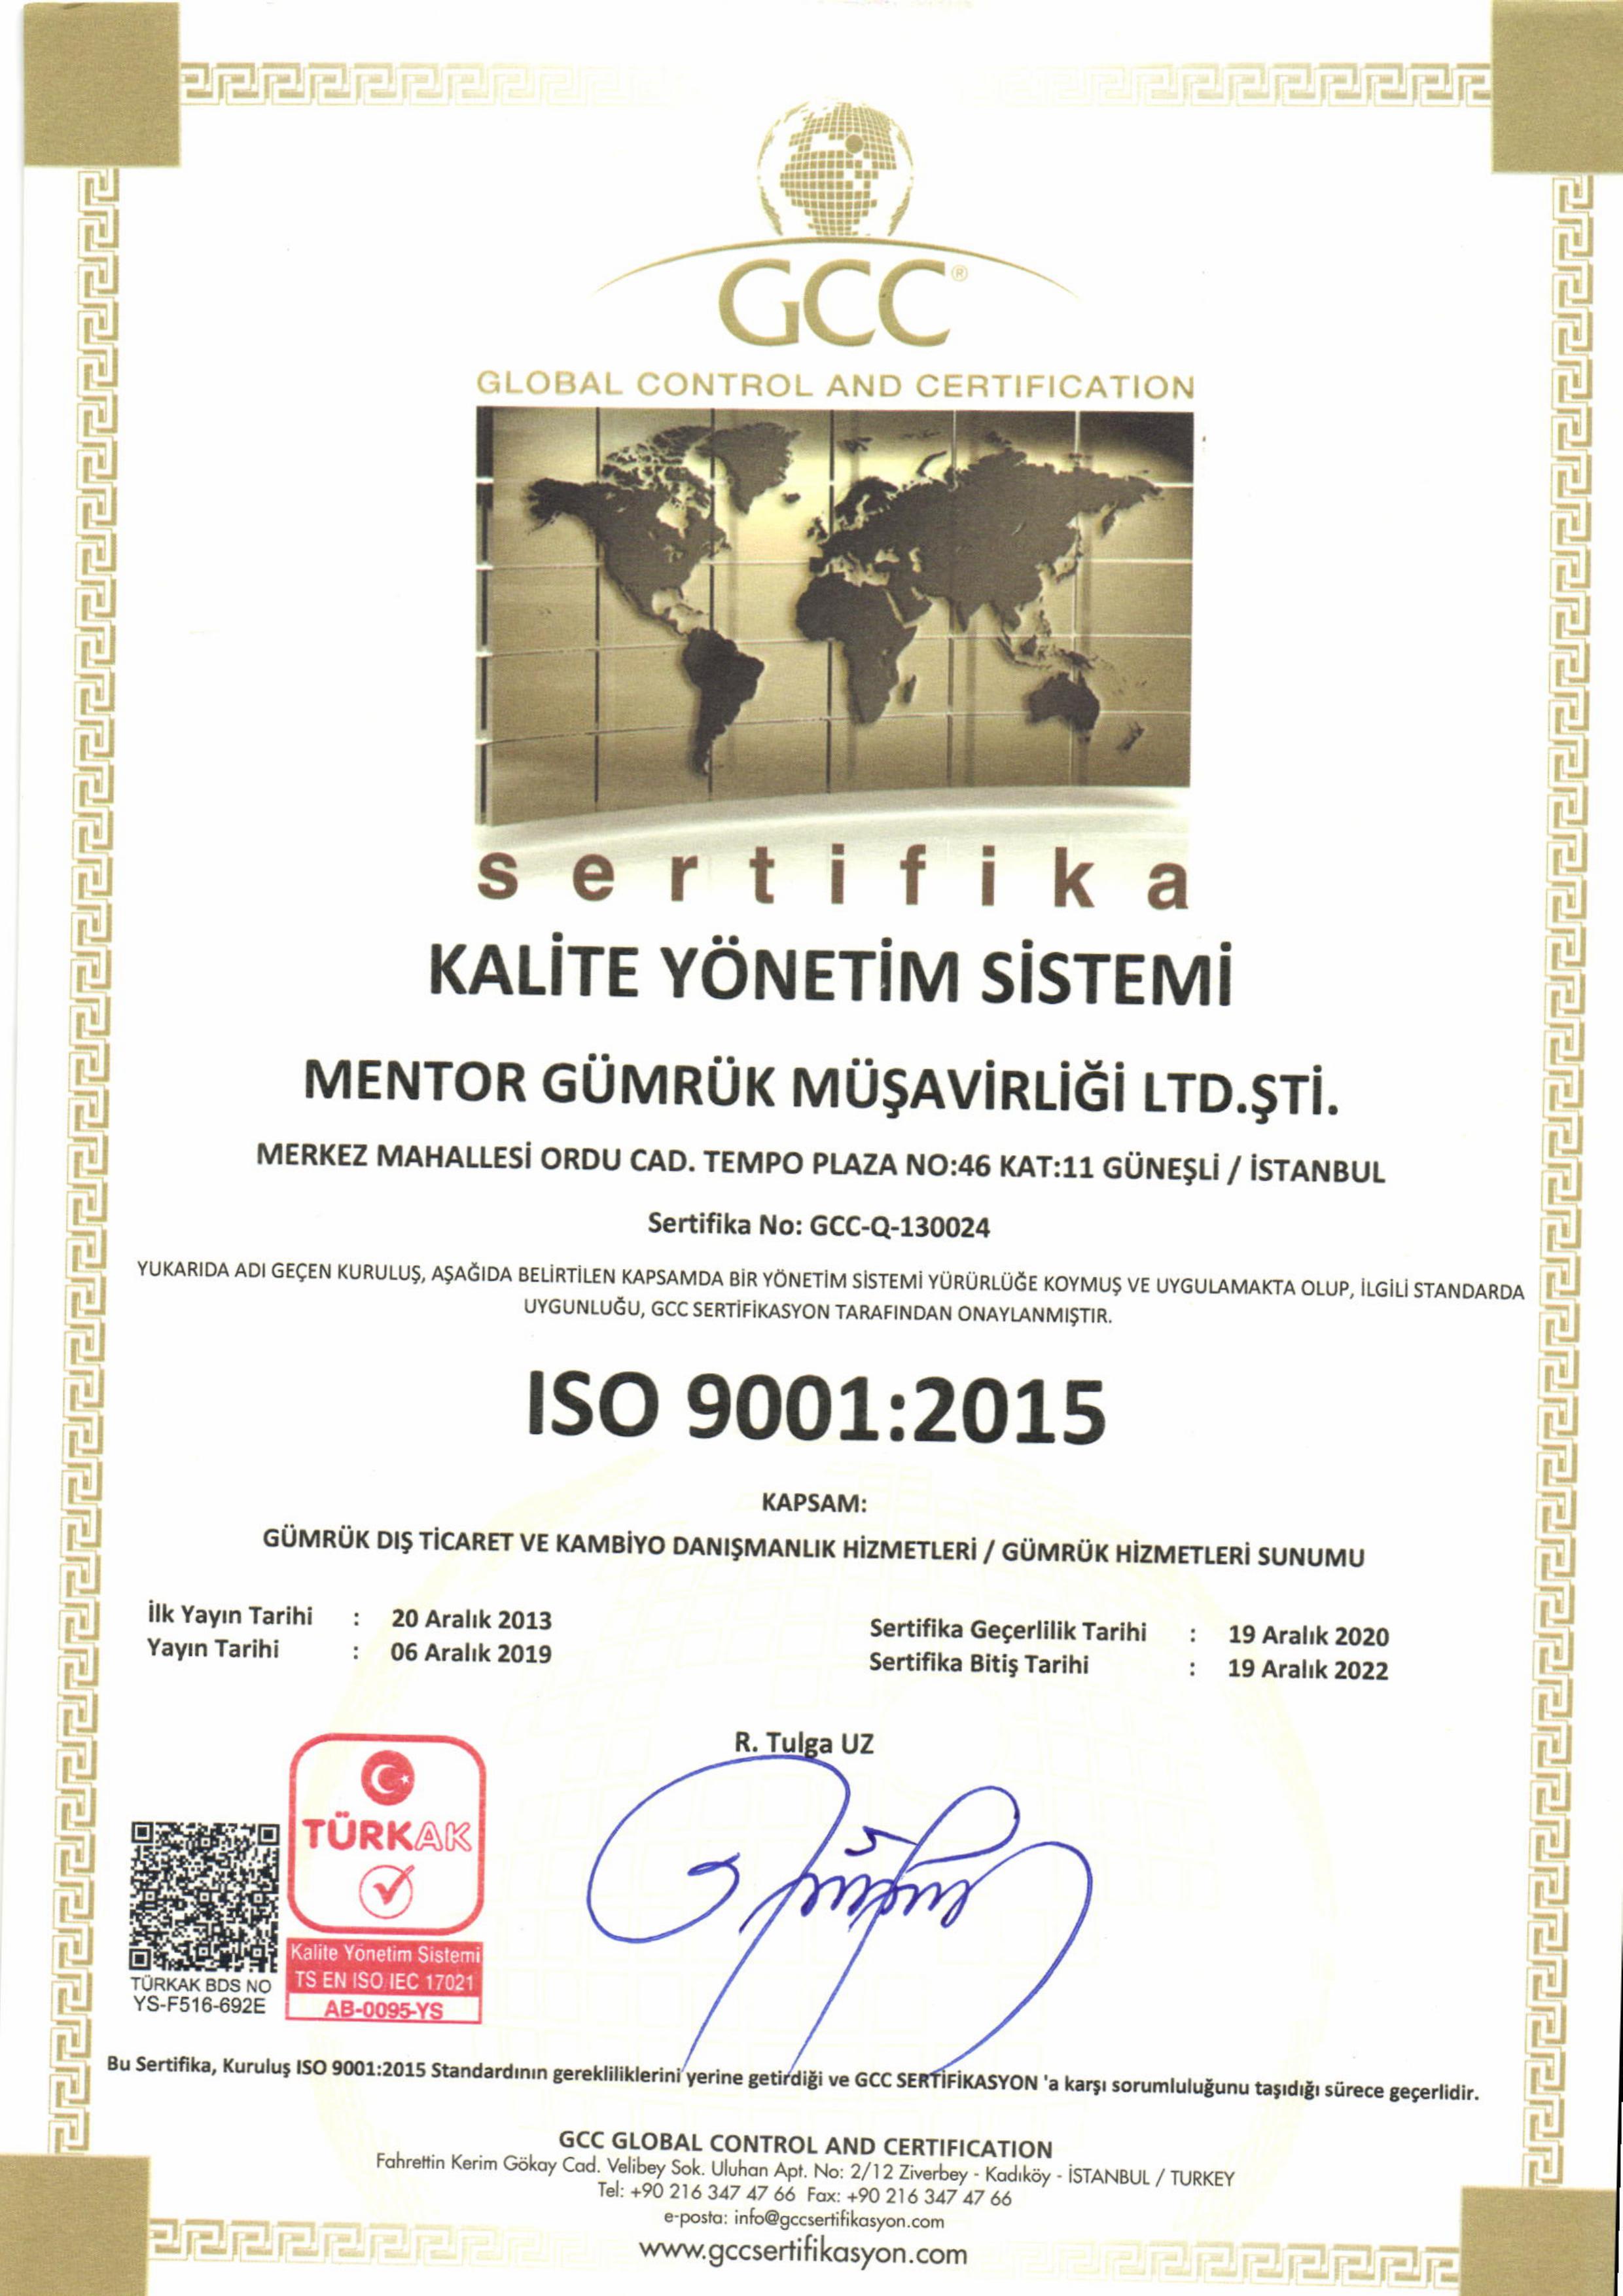 GCC®
GLOBAL CONTROL AND CERTIFICATION
sertifika
KALİTE YÖNETİM SİSTEMİ
MENTOR GÜMRÜK MÜŞAVİRLİĞİ LTD.ŞTİ.
MERKEZ MAHALLESİ ORDU CAD. TEMPO PLAZA NO:46 KAT:11 GÜNEŞLİ / İSTANBUL
Sertifika No: GCC-Q-130024
YUKARIDA ADI GEÇEN KURULUŞ, AŞAĞIDA BELİRTİLEN KAPSAMDA BİR YÖNETİM SİSTEMİ YÜRÜRLÜĞE KOYMUŞ VE UYGULAMAKTA OLUP, İLGİLİ STANDARDA
UYGUNLUĞU, GCC SERTİFİKASYON TARAFINDAN ONAYLANMIŞTIR.
ISO 9001:2015
KAPSAM:
GÜMRÜK DIŞ TİCARET VE KAMBİYO DANIŞMANLIK HİZMETLERİ / GÜMRÜK HİZMETLERİ SUNUMU
İlk Yayın Tarihi : 20 Aralık 2013
Yayın Tarihi : 06 Aralık 2019
Sertifika Geçerlilik Tarihi : 19 Aralık 2020
Sertifika Bitiş Tarihi : 19 Aralık 2022
R. Tulga UZ
TÜRKAK
Kalite Yönetim Sistemi
TS EN ISO/IEC 17021
AB-0095-YS
TÜRKAK BDS NO
YS-F516-692E
Bu Sertifika, Kuruluş ISO 9001:2015 Standardının gerekliliklerini yerine getirdiği ve GCC SERTİFİKASYON 'a karşı sorumluluğunu taşıdığı sürece geçerlidir.
GCC GLOBAL CONTROL AND CERTIFICATION
Fahrettin Kerim Gökay Cad. Velibey Sok. Uluhan Apt. No: 2/12 Ziverbey - Kadıköy - İSTANBUL / TURKEY
Tel: +90 216 347 47 66 Fax: +90 216 347 47 66
e-posta: info@gccsertifikasyon.com
www.gccsertifikasyon.com